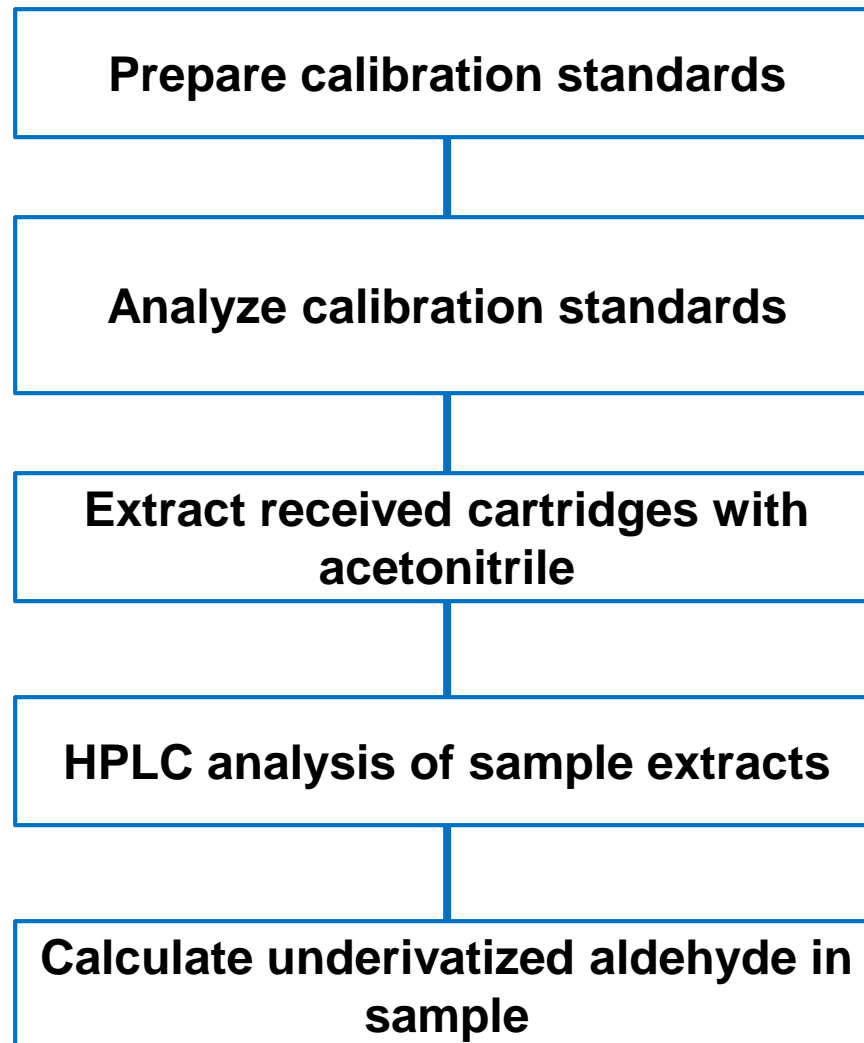 Prepare calibration standards
Analyze calibration standards
Extract received cartridges with
acetonitrile
HPLC analysis of sample extracts
Calculate underivatized aldehyde in
sample